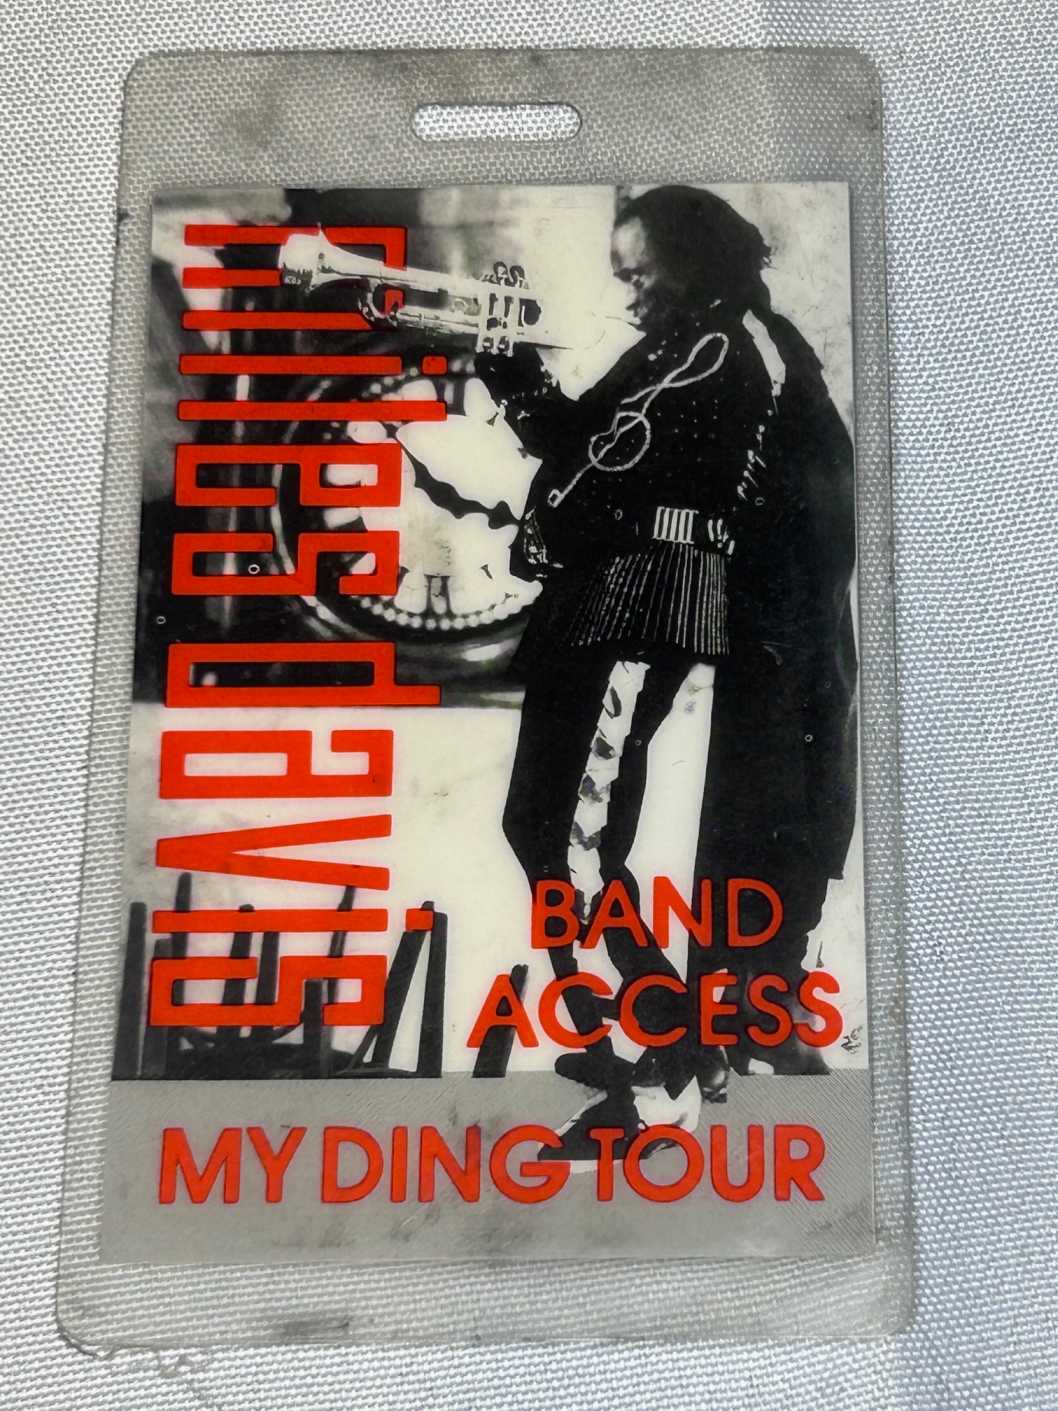 miles davis
BAND
ACCESS
MY DING TOUR